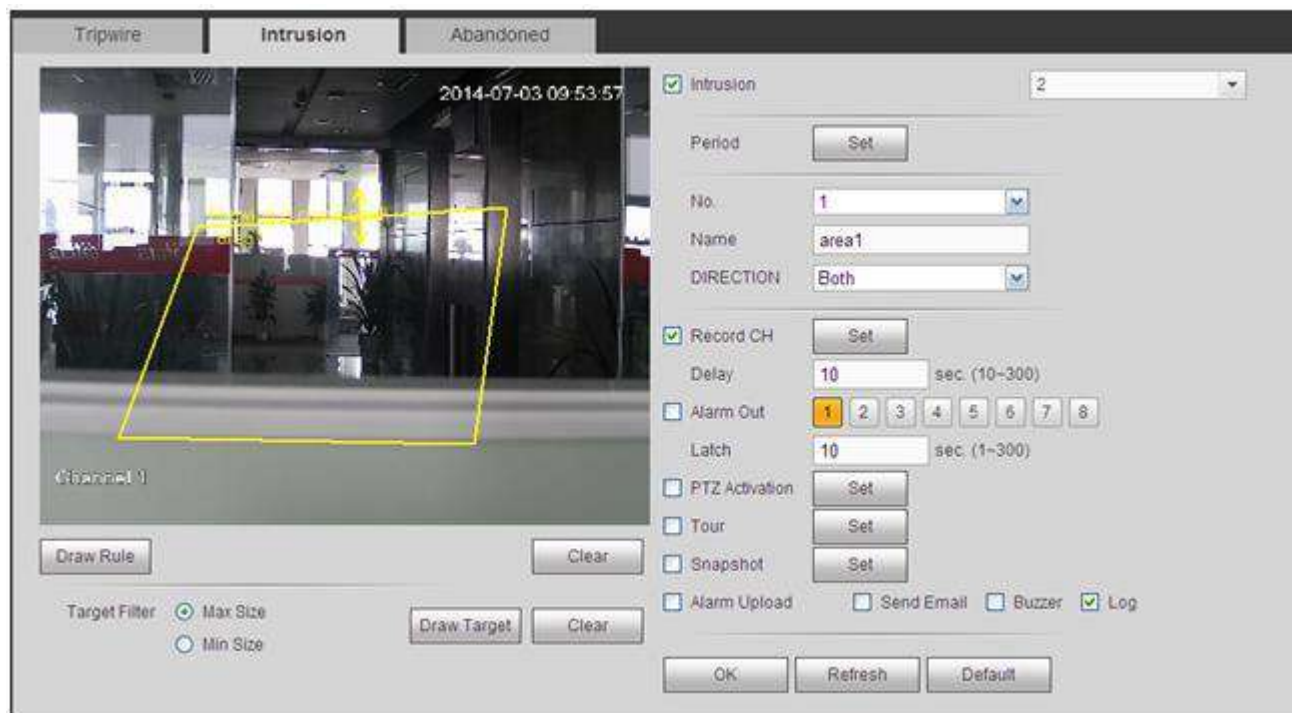 Tripwire Intrusion Abandoned
2014-07-03 09:53:57
Channel 1
Draw Rule Clear
Target Filter Max Size
Min Size
Draw Target Clear
Intrusion 2
Period Set
No. 1
Name area1
DIRECTION Both
Record CH Set
Delay 10 sec. (10~300)
Alarm Out 1 2 3 4 5 6 7 8
Latch 10 sec. (1~300)
PTZ Activation Set
Tour Set
Snapshot Set
Alarm Upload Send Email Buzzer Log
OK Refresh Default